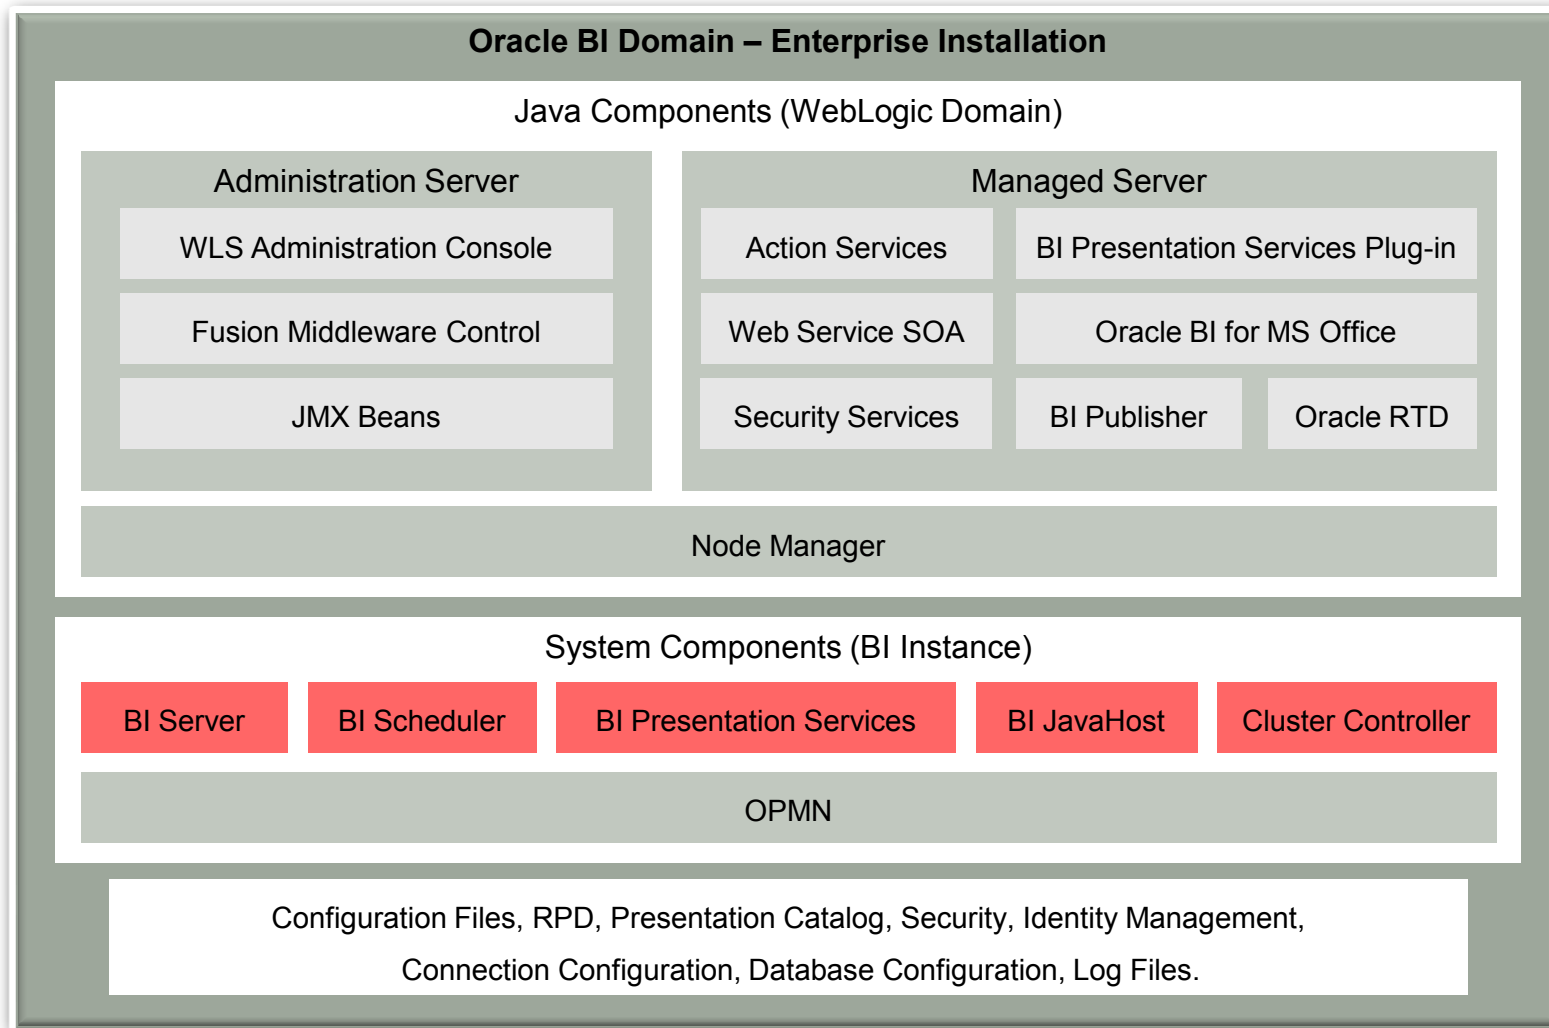 Oracle BI Domain – Enterprise Installation
Java Components (WebLogic Domain)
Administration Server
WLS Administration Console
Fusion Middleware Control
JMX Beans
Managed Server
Action Services
BI Presentation Services Plug-in
Web Service SOA
Oracle BI for MS Office
Security Services
BI Publisher
Oracle RTD
Node Manager
System Components (BI Instance)
BI Server
BI Scheduler
BI Presentation Services
BI JavaHost
Cluster Controller
OPMN
Configuration Files, RPD, Presentation Catalog, Security, Identity Management,
Connection Configuration, Database Configuration, Log Files.